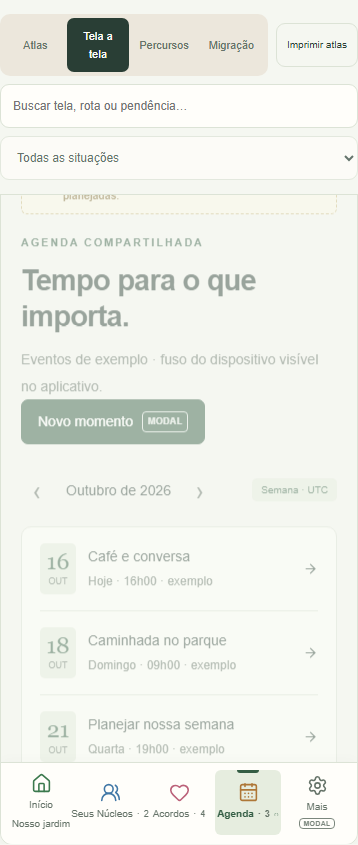 Atlas
Tela a
tela
Percursos
Migração
Imprimir atlas
Buscar tela, rota ou pendência…
Todas as situações
planejadas.
AGENDA COMPARTILHADA
Tempo para o que
importa.
Eventos de exemplo · fuso do dispositivo visível
no aplicativo.
Novo momento MODAL
‹ Outubro de 2026 ›
Semana · UTC
16
OUT
Café e conversa
Hoje · 16h00 · exemplo
→
18
OUT
Caminhada no parque
Domingo · 09h00 · exemplo
→
21
OUT
Planejar nossa semana
Quarta · 19h00 · exemplo
→
Início
Nosso jardim
Seus Núcleos · 2
Acordos · 4
Agenda · 3
Mais
MODAL